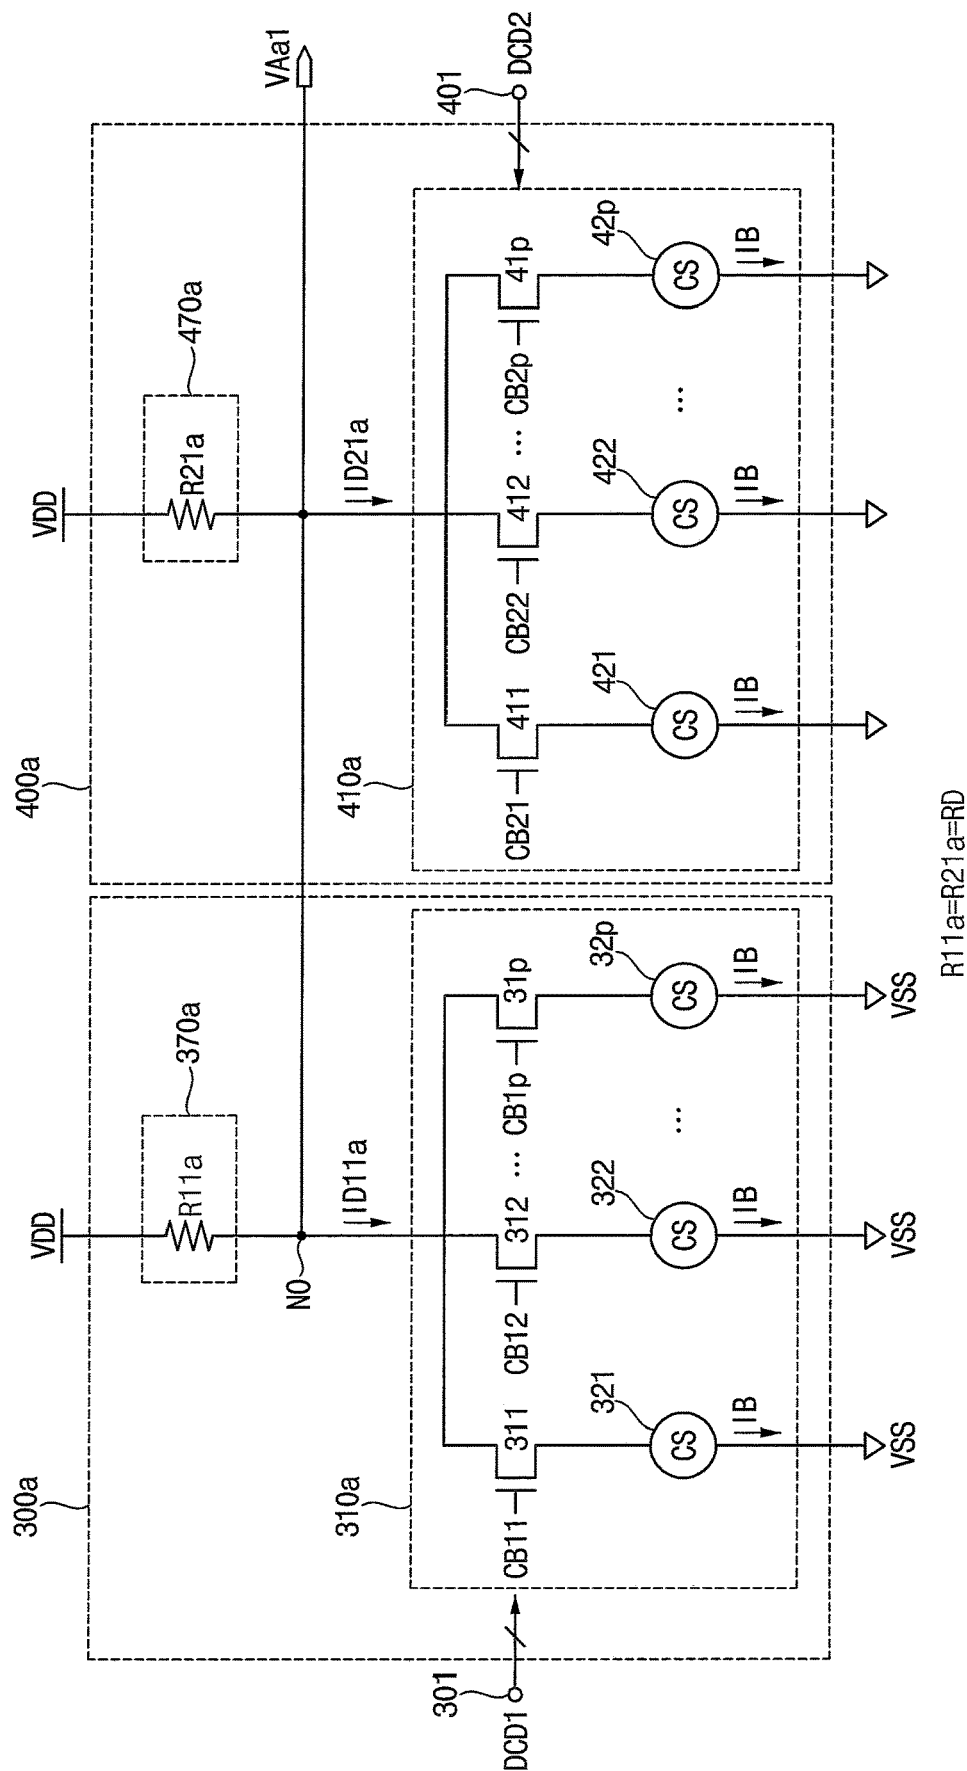 300a
VDD
370a
R11a
400a
VDD
470a
R21a
VAa1
NO
ID11a
ID21a
310a
410a
301
DCD1
401
DCD2
CB11
311
CB12
312
...
CB1p
31p
CB21
411
CB22
412
...
CB2p
41p
321
CS
322
CS
...
32p
CS
421
CS
422
CS
...
42p
CS
IB
IB
IB
IB
IB
IB
VSS
VSS
VSS
R11a=R21a=RD